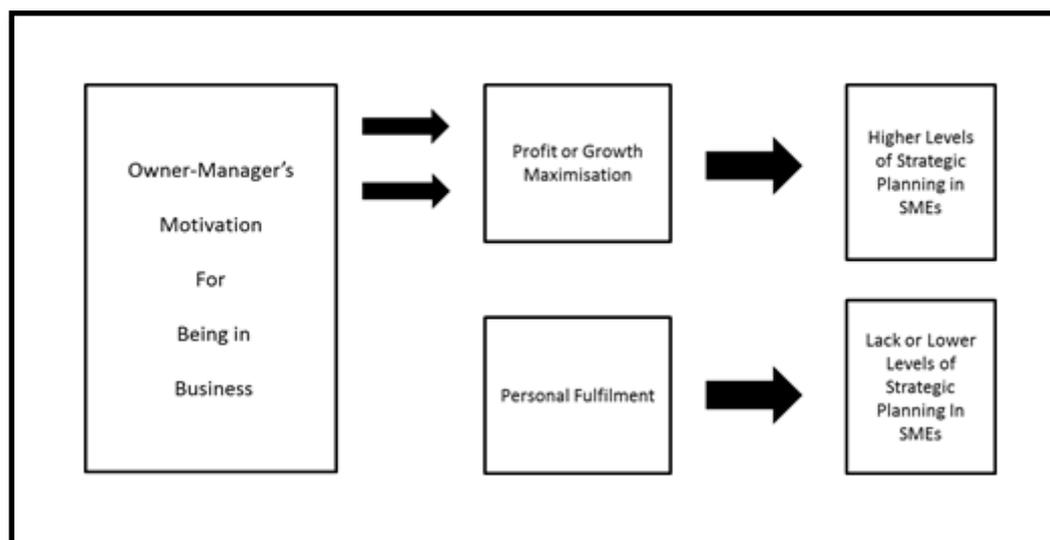 Owner-Manager's
Motivation
For
Being in
Business
Profit or Growth
Maximisation
Higher Levels
of Strategic
Planning in
SMEs
Personal Fulfilment
Lack or Lower
Levels of
Strategic
Planning In
SMEs